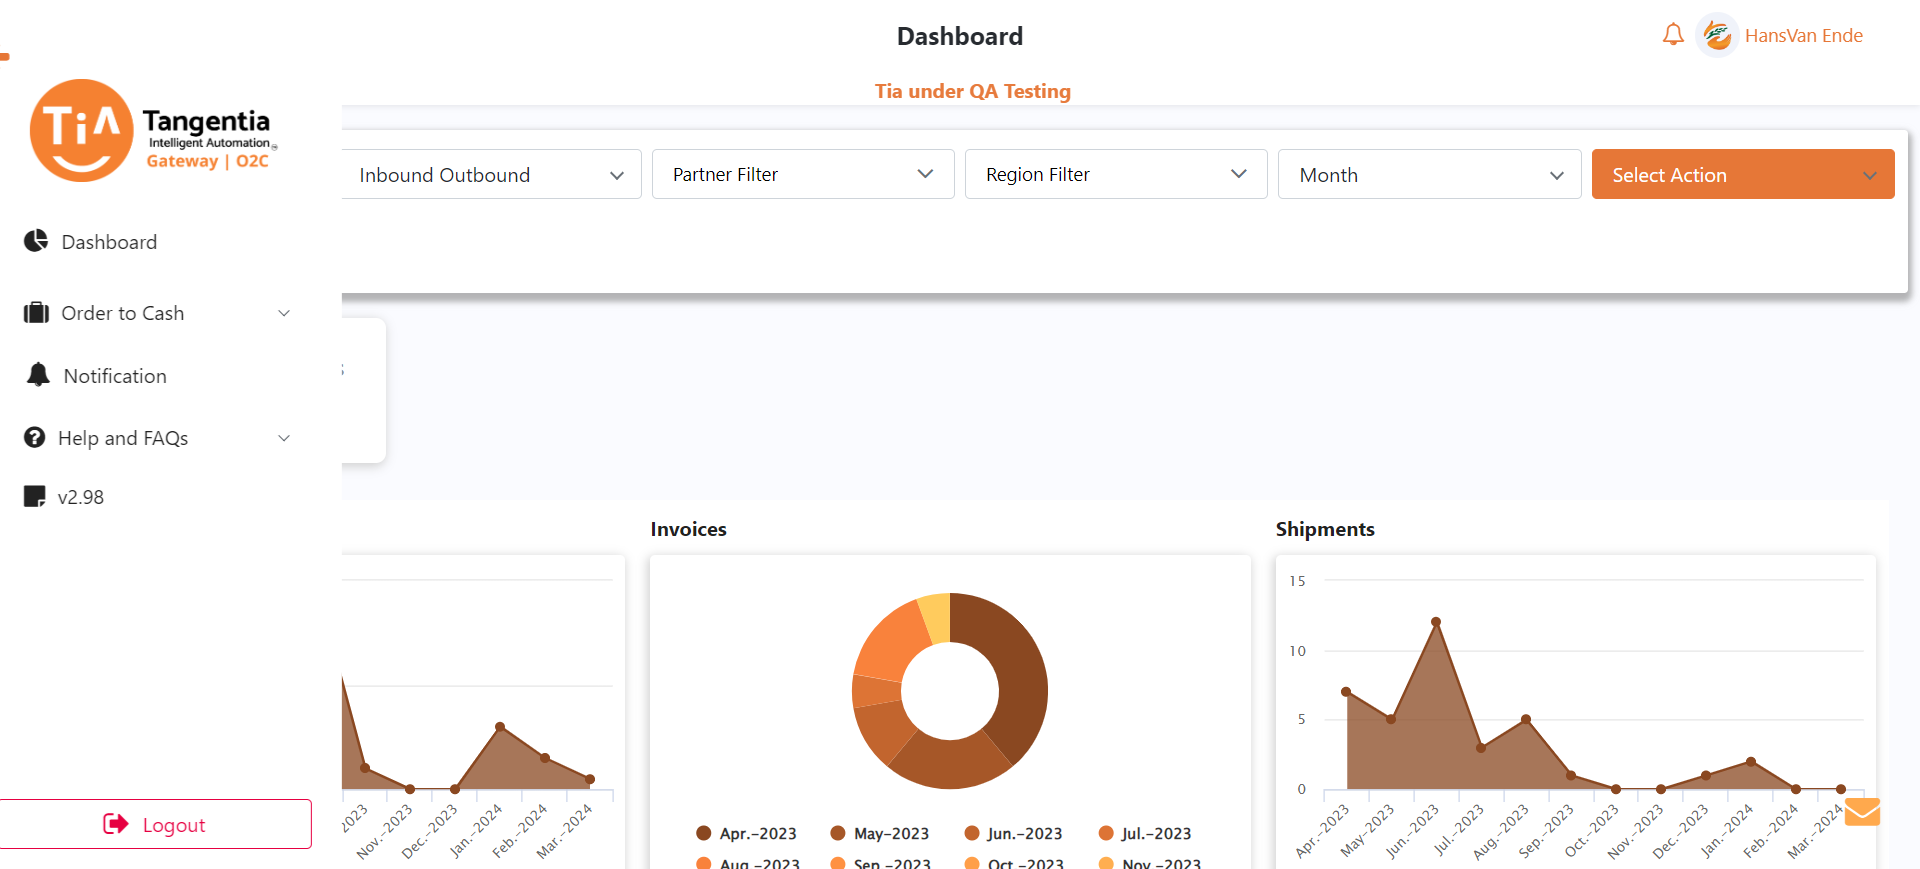 Dashboard
HansVan Ende
Tia under QA Testing
TiA
Tangentia
Intelligent Automation
Gateway | O2C
Inbound Outbound
Partner Filter
Region Filter
Month
Select Action
Dashboard
Order to Cash
Notification
Help and FAQs
v2.98
Logout
Invoices
Shipments
15
10
5
0
2023
Nov.-2023
Dec.-2023
Jan.-2024
Feb.-2024
Mar.-2024
Apr.-2023
May-2023
Jun.-2023
Jul.-2023
Aug.-2023
Sep.-2023
Oct.-2023
Nov.-2023
Apr.-2023
May-2023
Jun.-2023
Jul.-2023
Aug.-2023
Sep.-2023
Oct.-2023
Nov.-2023
Dec.-2023
Jan.-2024
Feb.-2024
Mar.-2024